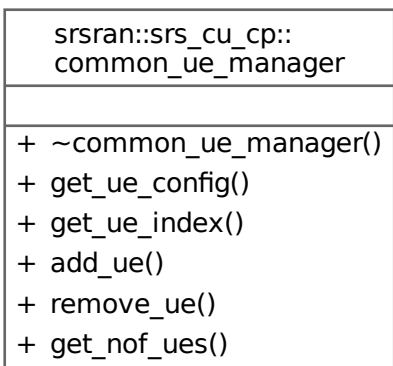 srsran::srs_cu_cp::
common_ue_manager
+ ~common_ue_manager()
+ get_ue_config()
+ get_ue_index()
+ add_ue()
+ remove_ue()
+ get_nof_ues()